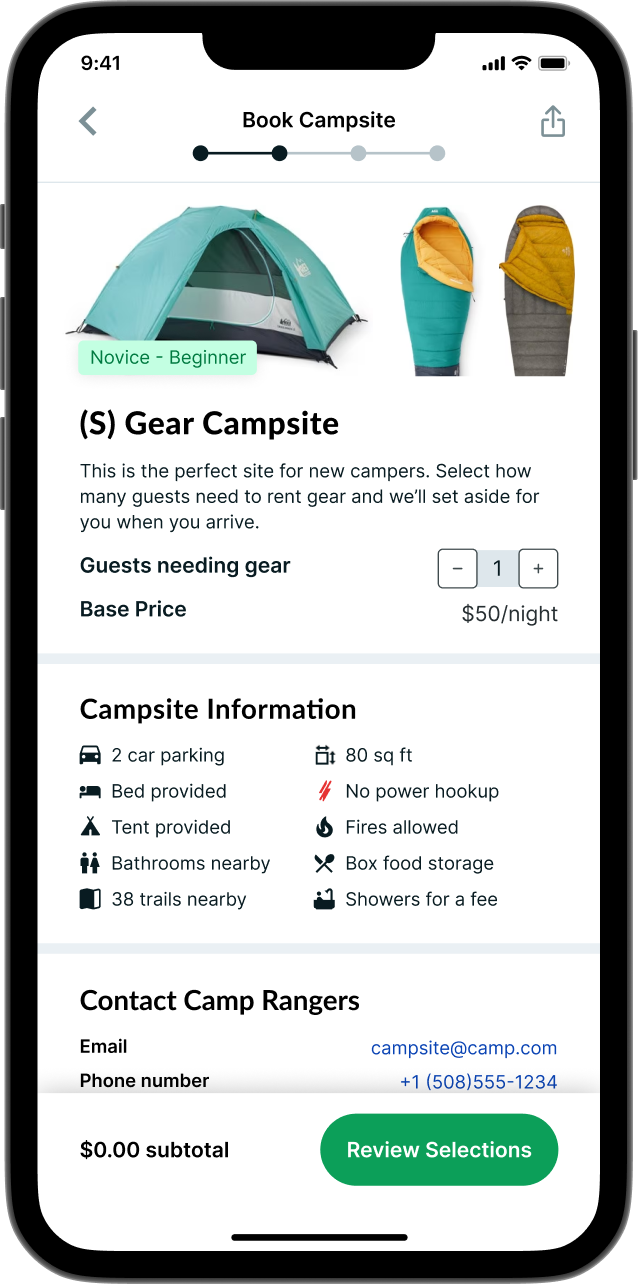 9:41
Book Campsite
Novice - Beginner
(S) Gear Campsite
This is the perfect site for new campers. Select how
many guests need to rent gear and we’ll set aside for
you when you arrive.
Guests needing gear
− 1 +
Base Price
$50/night
Campsite Information
2 car parking
80 sq ft
Bed provided
No power hookup
Tent provided
Fires allowed
Bathrooms nearby
Box food storage
38 trails nearby
Showers for a fee
Contact Camp Rangers
Email
campsite@camp.com
Phone number
+1 (508)555-1234
$0.00 subtotal
Review Selections